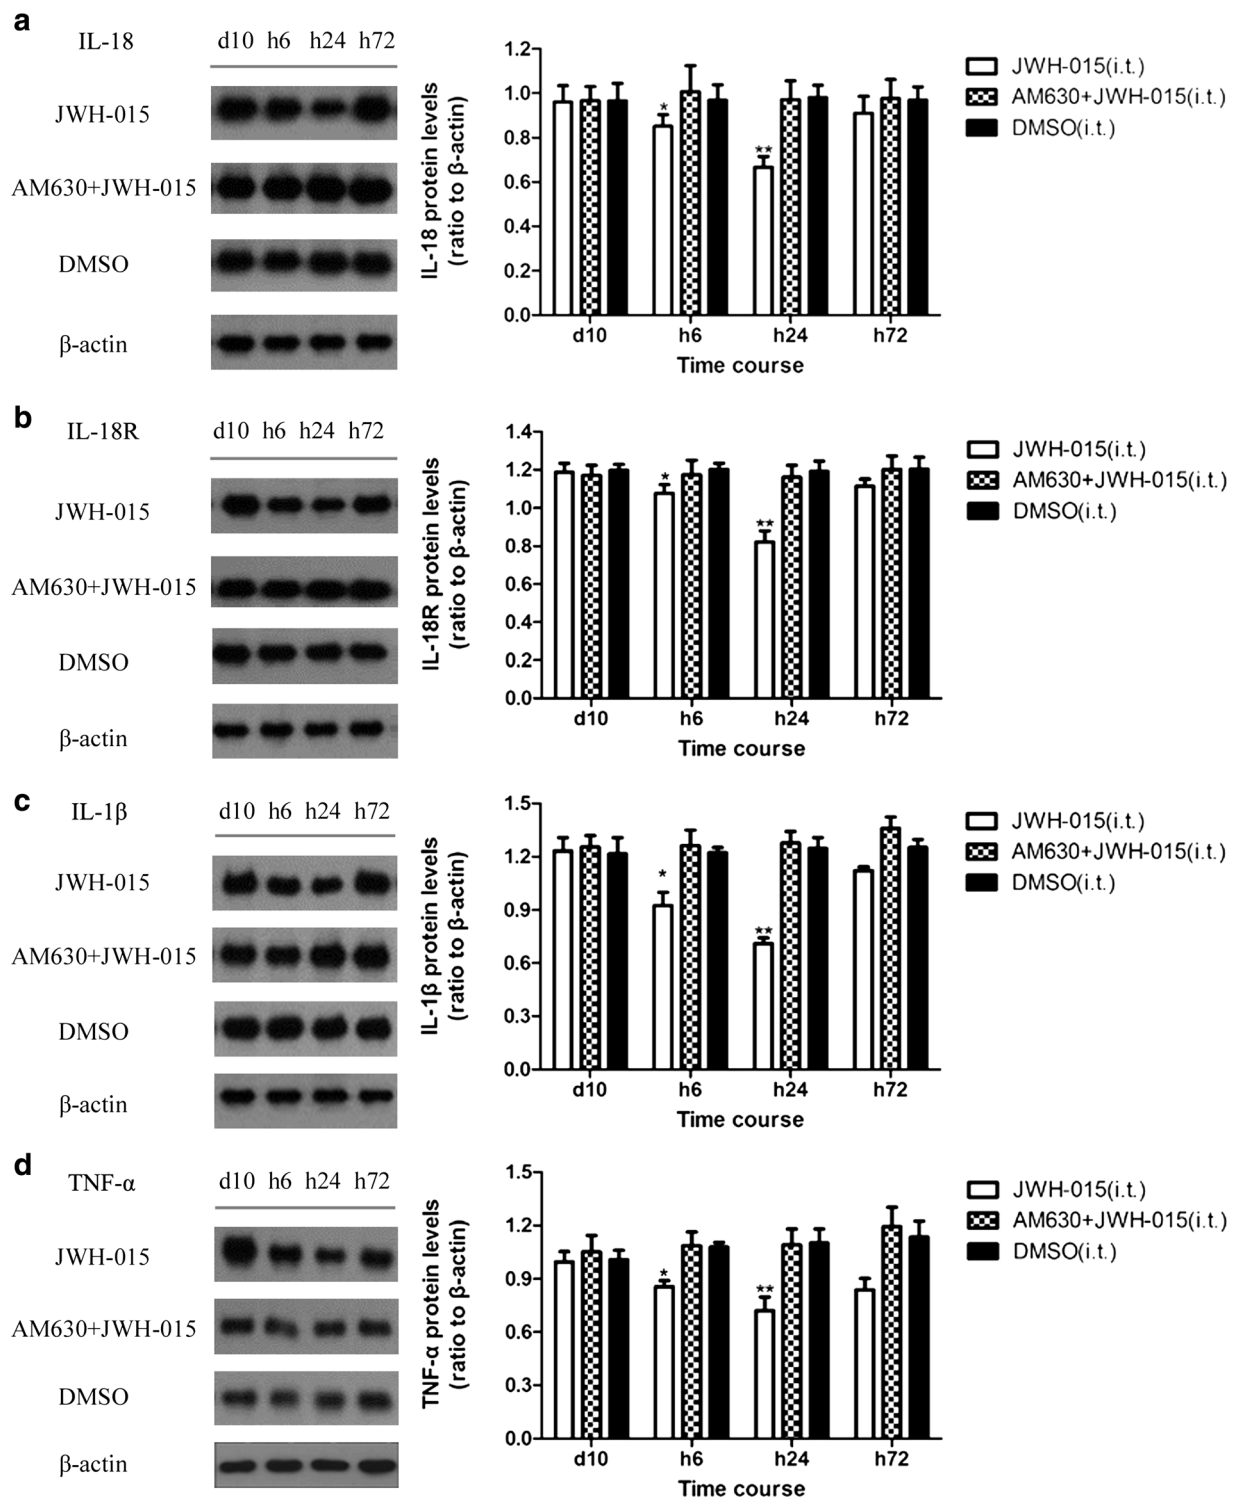 a
IL-18
d10 h6 h24 h72
JWH-015
AM630+JWH-015
DMSO
β-actin
IL-18 protein levels
(ratio to β-actin)
1.2
1.0
0.8
0.6
0.4
0.2
0.0
*
**
d10 h6 h24 h72
Time course
JWH-015(i.t.)
AM630+JWH-015(i.t.)
DMSO(i.t.)
b
IL-18R
d10 h6 h24 h72
JWH-015
AM630+JWH-015
DMSO
β-actin
IL-18R protein levels
(ratio to β-actin)
1.4
1.2
1.0
0.8
0.6
0.4
0.2
0.0
*
**
d10 h6 h24 h72
Time course
JWH-015(i.t.)
AM630+JWH-015(i.t.)
DMSO(i.t.)
c
IL-1β
d10 h6 h24 h72
JWH-015
AM630+JWH-015
DMSO
β-actin
IL-1β protein levels
(ratio to β-actin)
1.5
1.2
0.9
0.6
0.3
0.0
*
**
d10 h6 h24 h72
Time course
JWH-015(i.t.)
AM630+JWH-015(i.t.)
DMSO(i.t.)
d
TNF-α
d10 h6 h24 h72
JWH-015
AM630+JWH-015
DMSO
β-actin
TNF-α protein levels
(ratio to β-actin)
1.5
1.2
0.9
0.6
0.3
0.0
*
**
d10 h6 h24 h72
Time course
JWH-015(i.t.)
AM630+JWH-015(i.t.)
DMSO(i.t.)